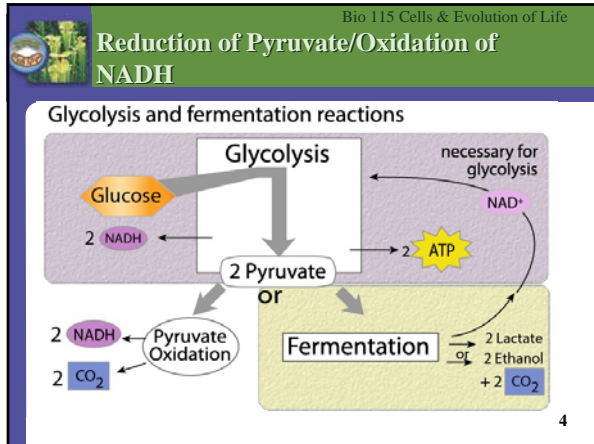 Bio 115 Cells & Evolution of Life
Reduction of Pyruvate/Oxidation of
NADH
Glycolysis and fermentation reactions
Glycolysis
necessary for
glycolysis
Glucose
NAD+
2 NADH
2 ATP
2 Pyruvate
or
2 NADH
Pyruvate
Oxidation
2 CO₂
Fermentation
2 Lactate
or
2 Ethanol
+ 2 CO₂
4